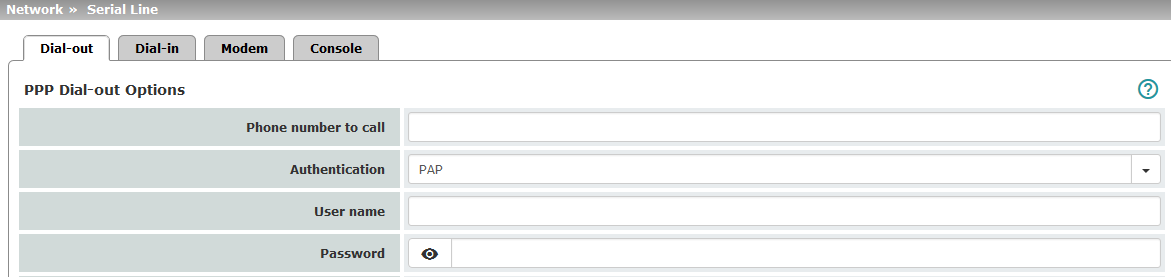 Network » Serial Line
Dial-out Dial-in Modem Console
PPP Dial-out Options
Phone number to call
Authentication PAP
User name
Password